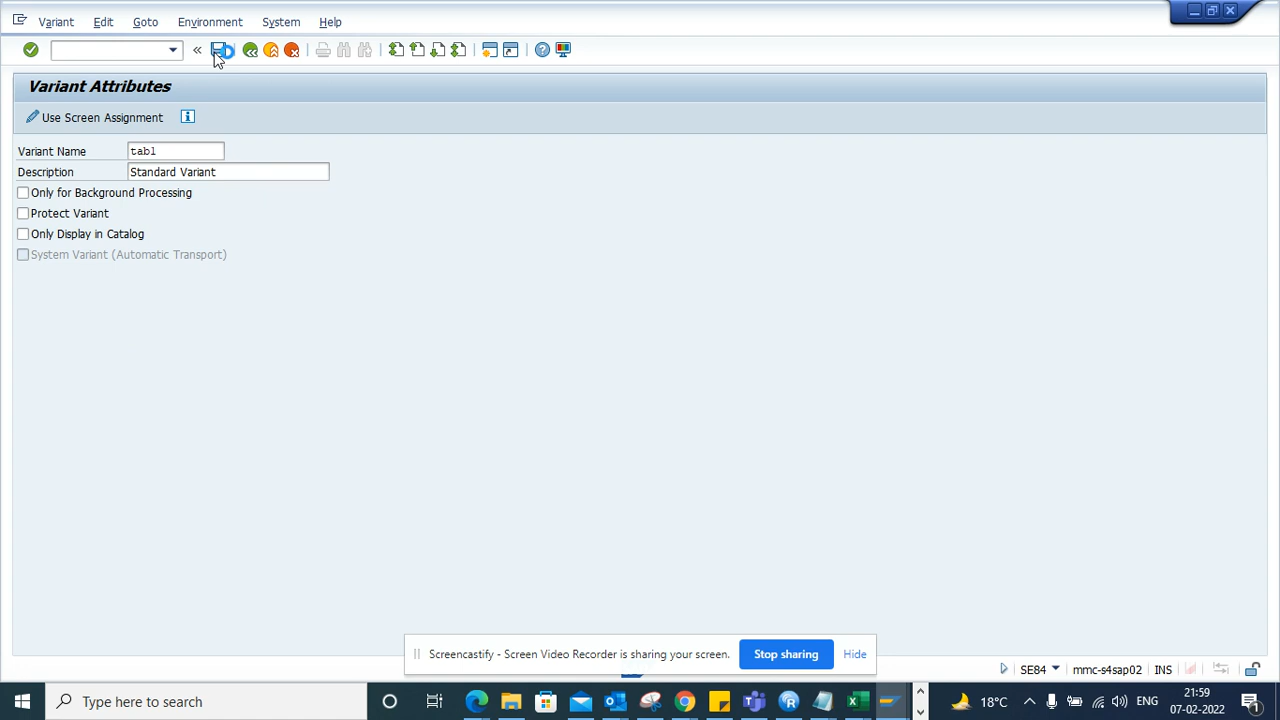 Variant Edit Goto Environment System Help
Variant Attributes
Use Screen Assignment
Variant Name tab1
Description Standard Variant
Only for Background Processing
Protect Variant
Only Display in Catalog
System Variant (Automatic Transport)
Screencastify - Screen Video Recorder is sharing your screen. Stop sharing Hide
SE84 mmc-s4sap02 INS
Type here to search 18°C ENG 21:59
07-02-2022